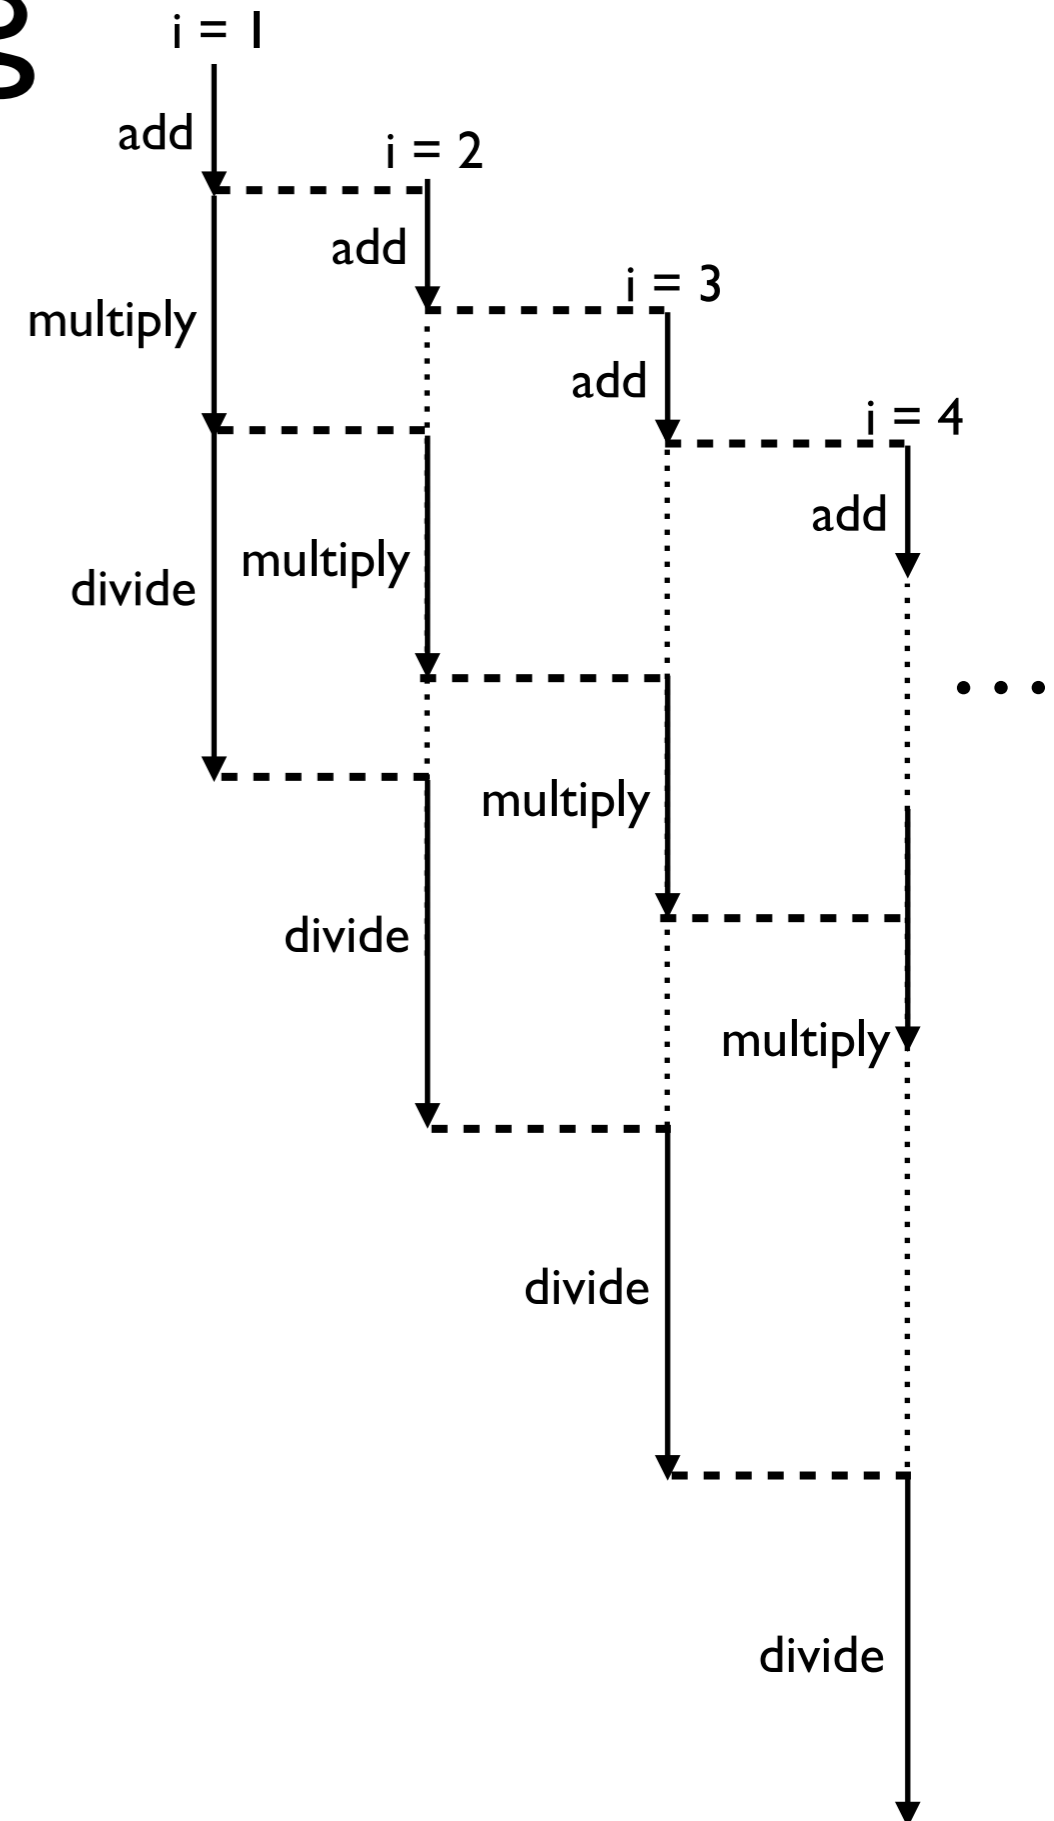 g
i = 1
add
i = 2
add
i = 3
multiply
add
i = 4
add
multiply
divide
. . .
multiply
divide
multiply
divide
divide